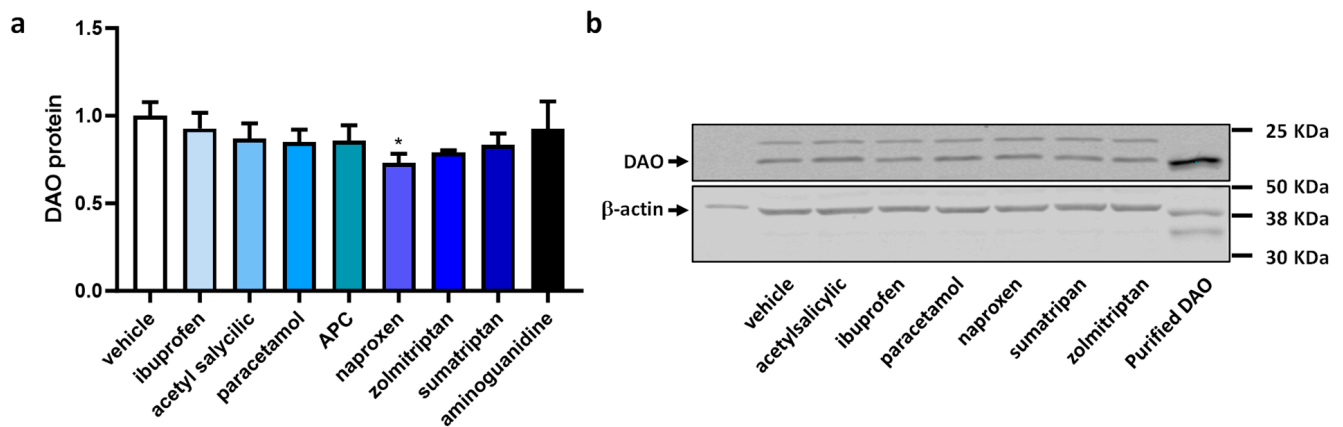 a
DAO protein
1.5
1.0
0.5
0.0
*
vehicle
ibuprofen
acetyl salycilic
paracetamol
APC
naproxen
zolmitriptan
sumatriptan
aminoguanidine
b
DAO
β-actin
25 KDa
50 KDa
38 KDa
30 KDa
vehicle
acetylsalicylic
ibuprofen
paracetamol
naproxen
sumatripan
zolmitriptan
Purified DAO